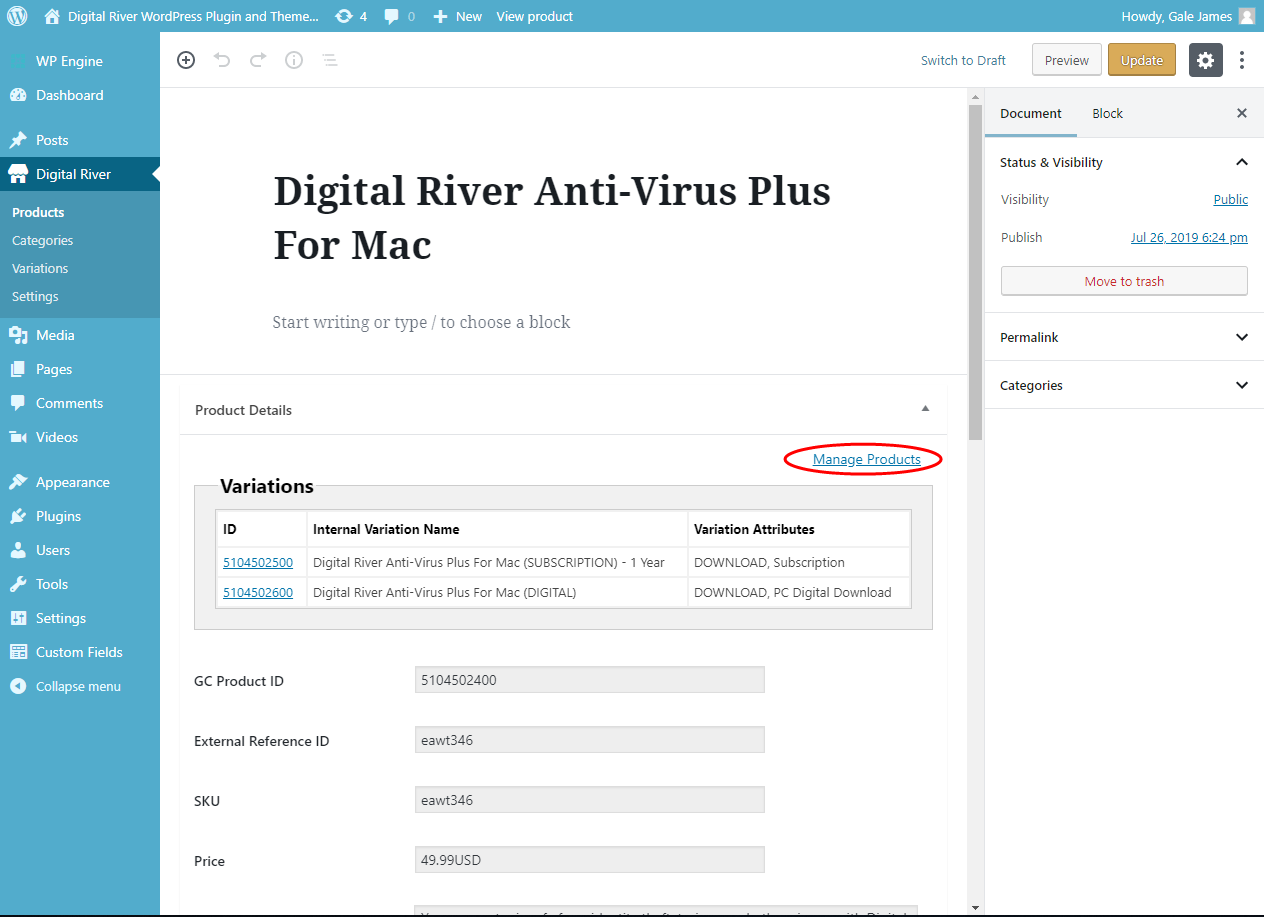 Digital River WordPress Plugin and Theme... 4 0 New View product Howdy, Gale James
WP Engine
Dashboard
Posts
Digital River
Products
Categories
Variations
Settings
Media
Pages
Comments
Videos
Appearance
Plugins
Users
Tools
Settings
Custom Fields
Collapse menu
Switch to Draft Preview Update
Digital River Anti-Virus Plus
For Mac
Start writing or type / to choose a block
Product Details
Manage Products
Variations
ID Internal Variation Name Variation Attributes
5104502500 Digital River Anti-Virus Plus For Mac (SUBSCRIPTION) - 1 Year DOWNLOAD, Subscription
5104502600 Digital River Anti-Virus Plus For Mac (DIGITAL) DOWNLOAD, PC Digital Download
GC Product ID 5104502400
External Reference ID eawt346
SKU eawt346
Price 49.99USD
Document Block
Status & Visibility
Visibility Public
Publish Jul 26, 2019 6:24 pm
Move to trash
Permalink
Categories